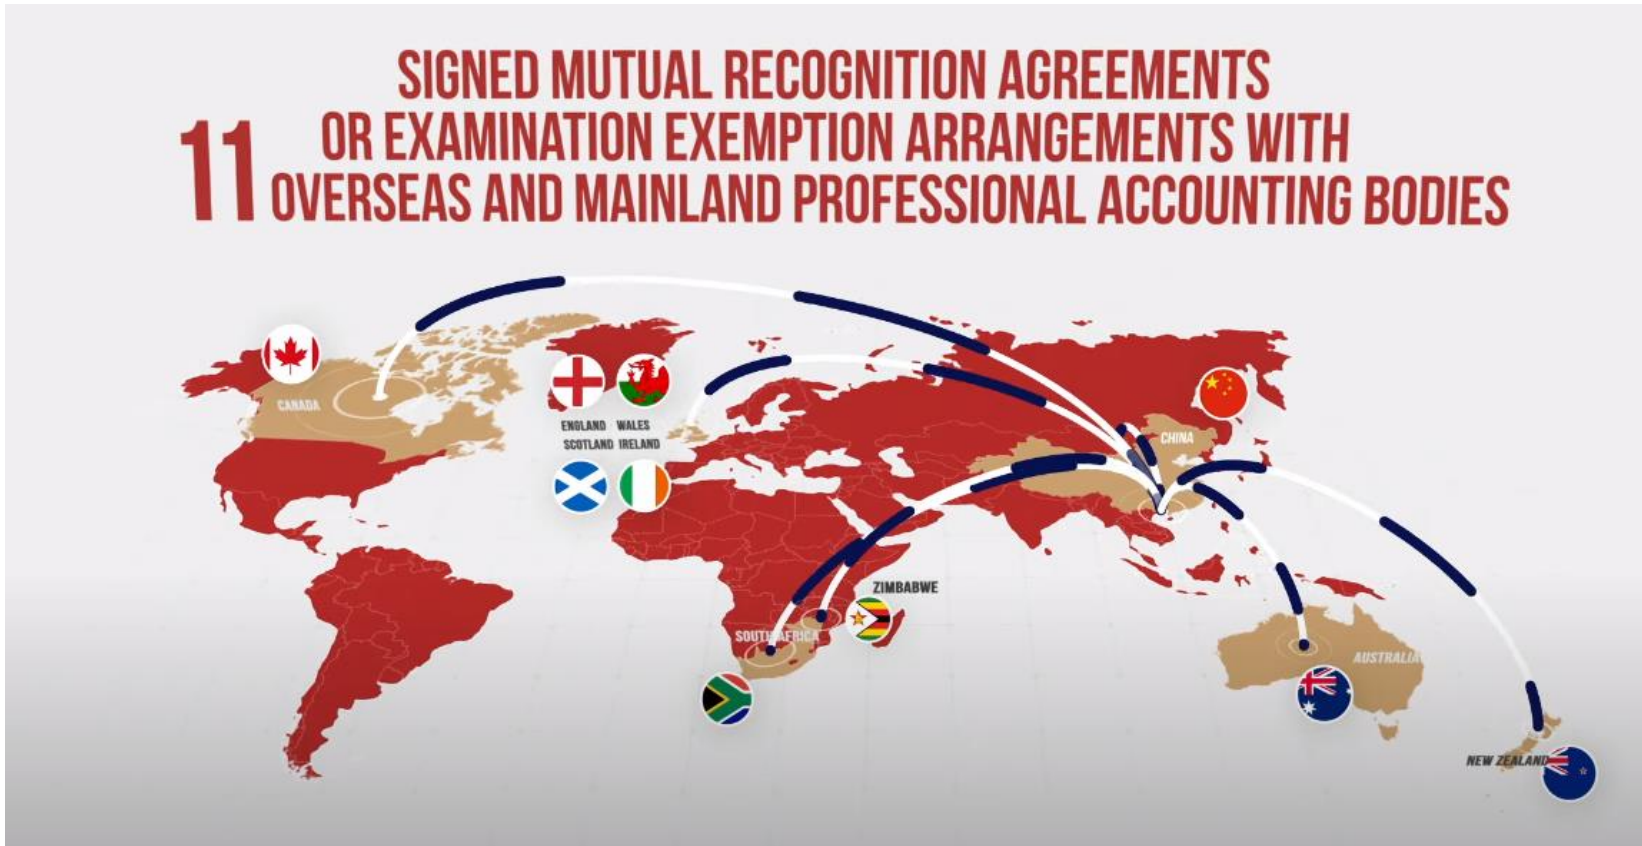 SIGNED MUTUAL RECOGNITION AGREEMENTS
11 OR EXAMINATION EXEMPTION ARRANGEMENTS WITH
OVERSEAS AND MAINLAND PROFESSIONAL ACCOUNTING BODIES
CANADA
ENGLAND WALES
SCOTLAND IRELAND
CHINA
ZIMBABWE
SOUTH AFRICA
AUSTRALIA
NEW ZEALAND